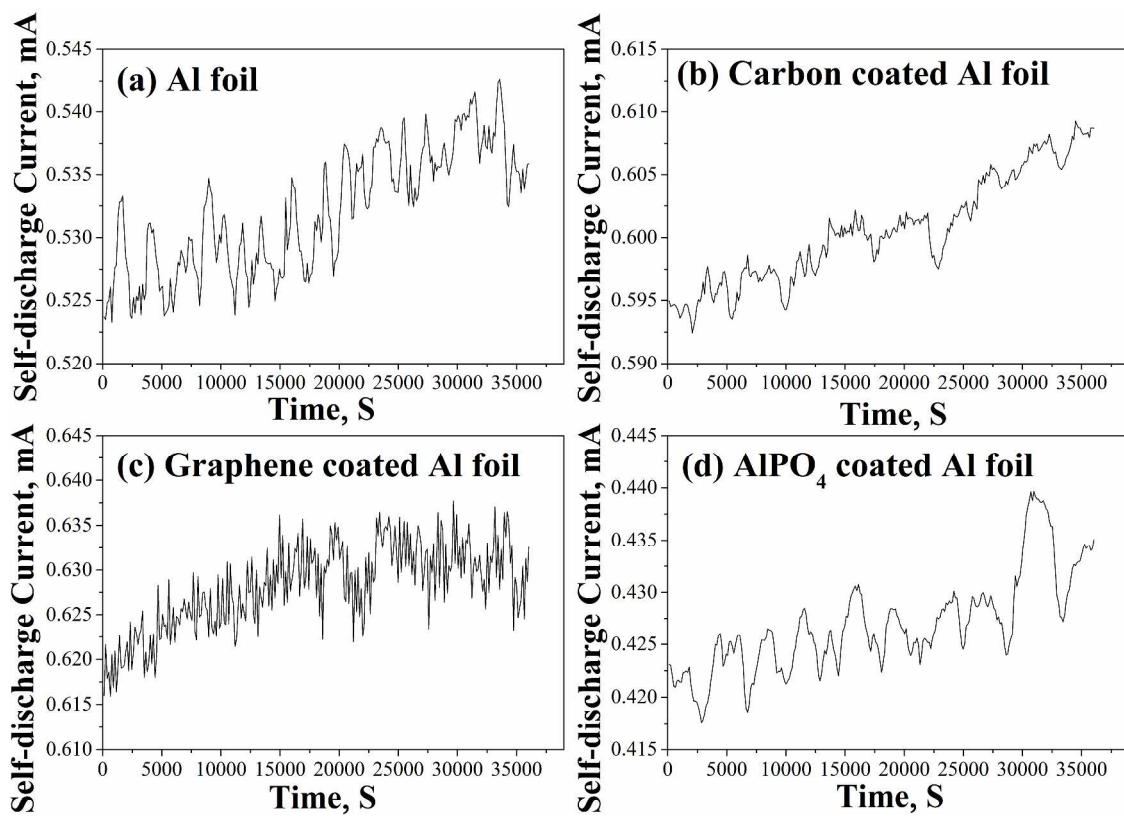 Self-discharge Current, mA
0.545
0.540
0.535
0.530
0.525
0.520
(a) Al foil
0 5000 10000 15000 20000 25000 30000 35000
Time, S
Self-discharge Current, mA
0.615
0.610
0.605
0.600
0.595
0.590
(b) Carbon coated Al foil
0 5000 10000 15000 20000 25000 30000 35000
Time, S
Self-discharge Current, mA
0.645
0.640
0.635
0.630
0.625
0.620
0.615
0.610
(c) Graphene coated Al foil
0 5000 10000 15000 20000 25000 30000 35000
Time, S
Self-discharge Current, mA
0.445
0.440
0.435
0.430
0.425
0.420
0.415
(d) AlPO₄ coated Al foil
0 5000 10000 15000 20000 25000 30000 35000
Time, S